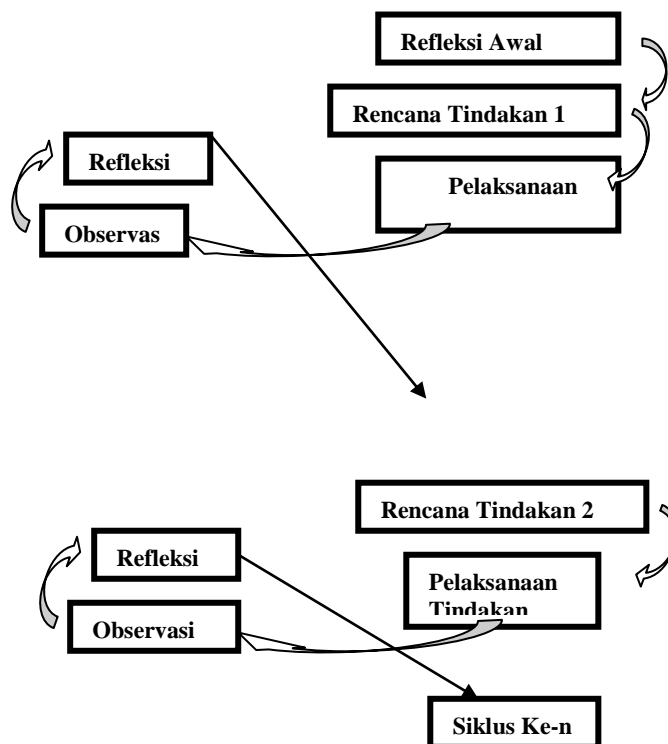 Refleksi Awal
Rencana Tindakan 1
Refleksi
Pelaksanaan
Observas
Rencana Tindakan 2
Refleksi
Pelaksanaan
Tindakan
Observasi
Siklus Ke-n